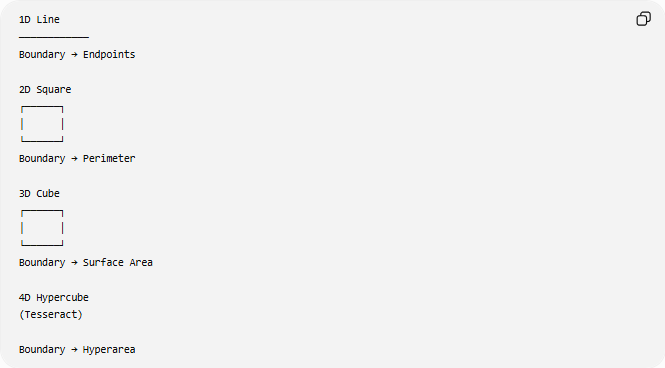 1D Line
────────────
Boundary → Endpoints
2D Square
┌──────┐
│      │
└──────┘
Boundary → Perimeter
3D Cube
┌──────┐
│      │
└──────┘
Boundary → Surface Area
4D Hypercube
(Tesseract)
Boundary → Hyperarea